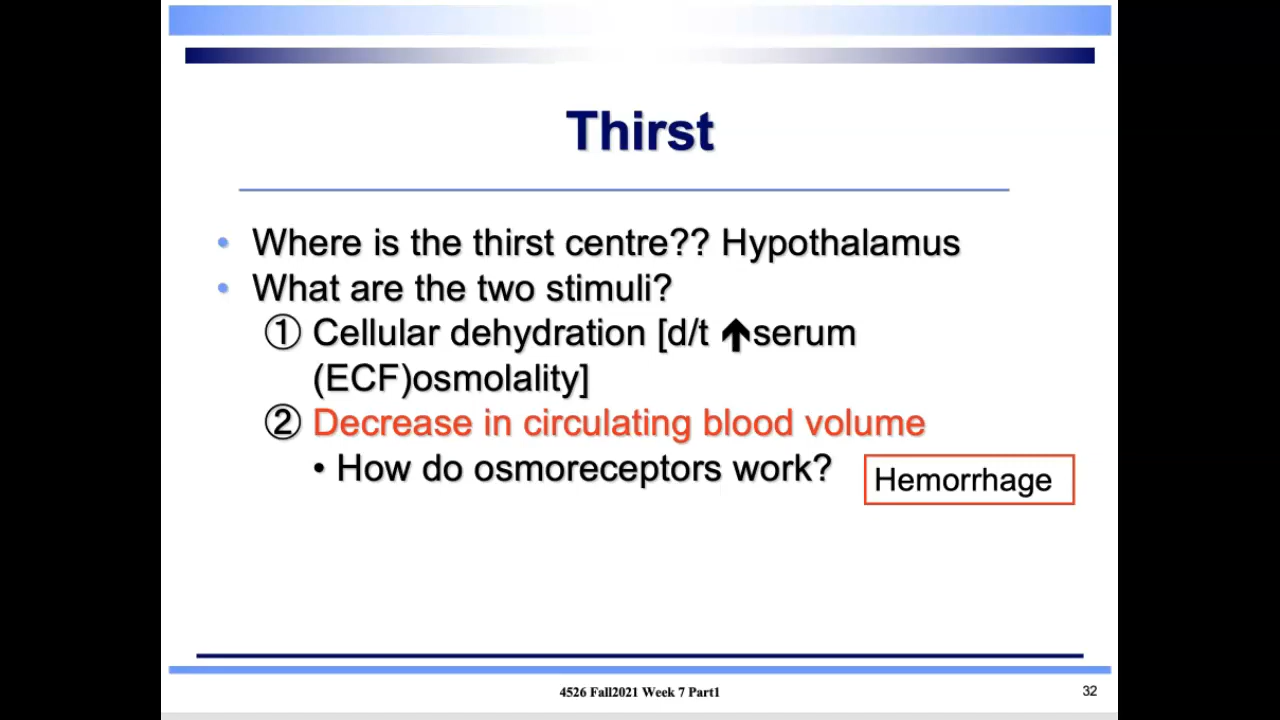 Thirst
• Where is the thirst centre?? Hypothalamus
• What are the two stimuli?
① Cellular dehydration [d/t ↑serum
(ECF)osmolality]
② Decrease in circulating blood volume
• How do osmoreceptors work?
Hemorrhage
4526 Fall2021 Week 7 Part1
32